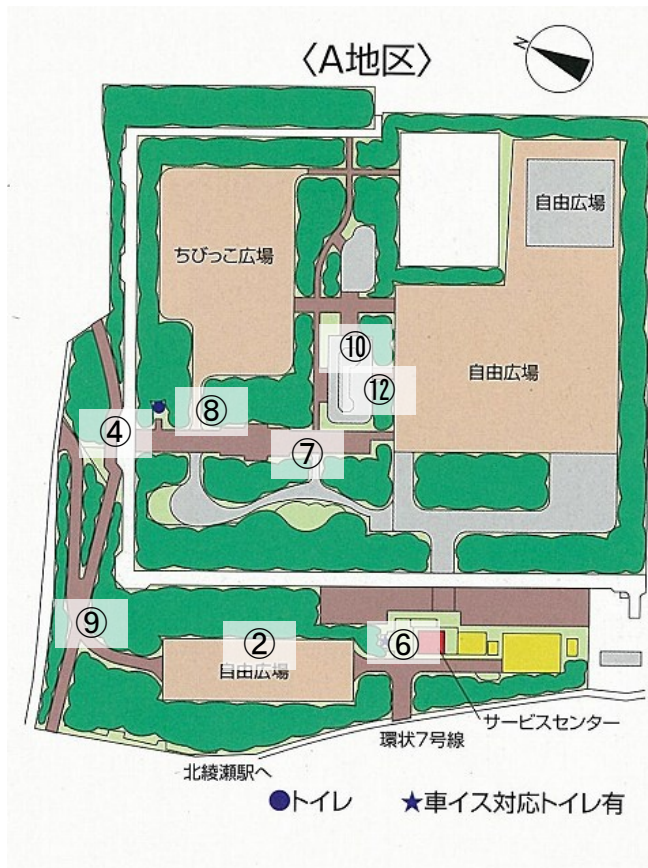 〈A地区〉
N
自由広場
ちびっこ広場
自由広場
⑩
⑫
⑧
④
⑦
⑨
②
⑥
自由広場
サービスセンター
環状7号線
北綾瀬駅へ
●トイレ ★車イス対応トイレ有